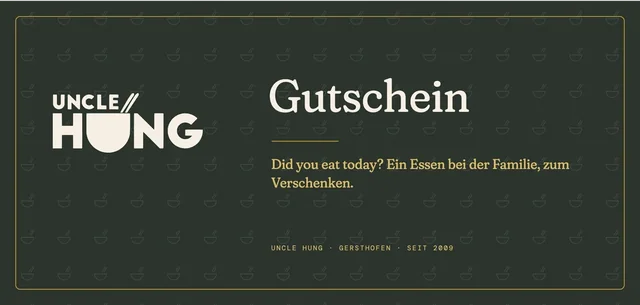 UNCLE
HUNG
Gutschein
Did you eat today? Ein Essen bei der Familie, zum
Verschenken.
UNCLE HUNG · GERSTHOFEN · SEIT 2009